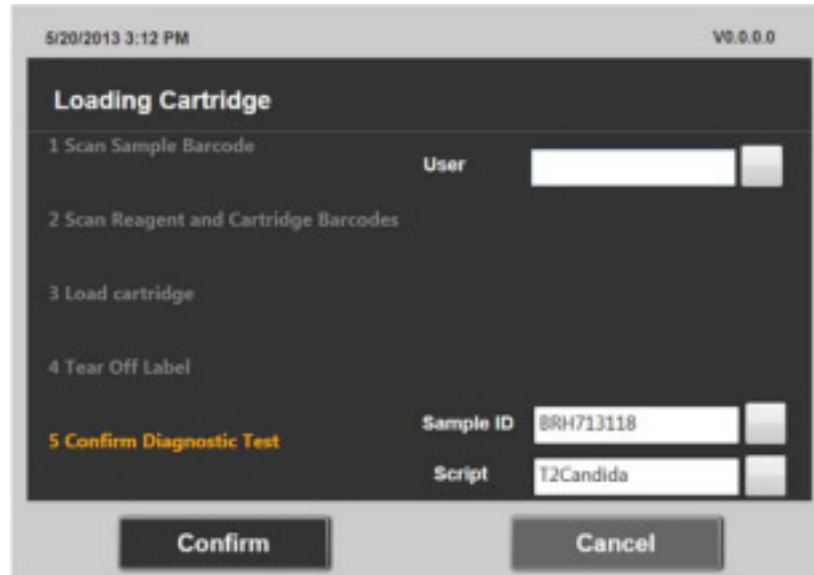 5/20/2013 3:12 PM V0.0.0.0
Loading Cartridge
1 Scan Sample Barcode
User
2 Scan Reagent and Cartridge Barcodes
3 Load cartridge
4 Tear Off Label
5 Confirm Diagnostic Test
Sample ID BRH713118
Script T2Candida
Confirm Cancel